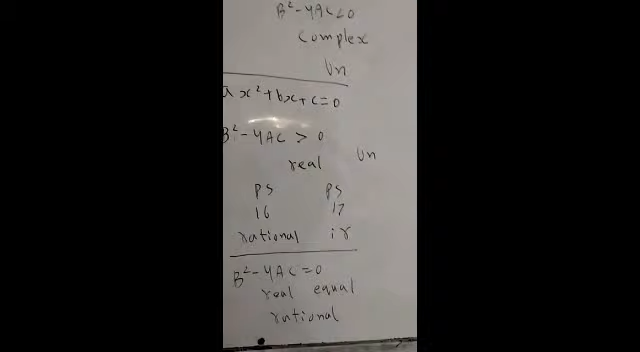 B²-4AC<0
Complex
Un
ax²+bx+c=0
B²-4AC > 0
real Un
PS PS
16 17
rational ir
B²-4AC=0
real equal
rational